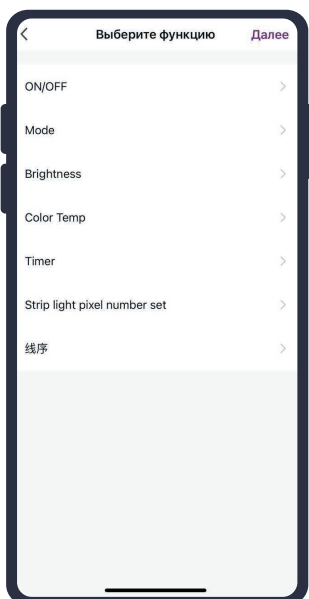 Выберите функцию
Далее
ON/OFF
Mode
Brightness
Color Temp
Timer
Strip light pixel number set
线序